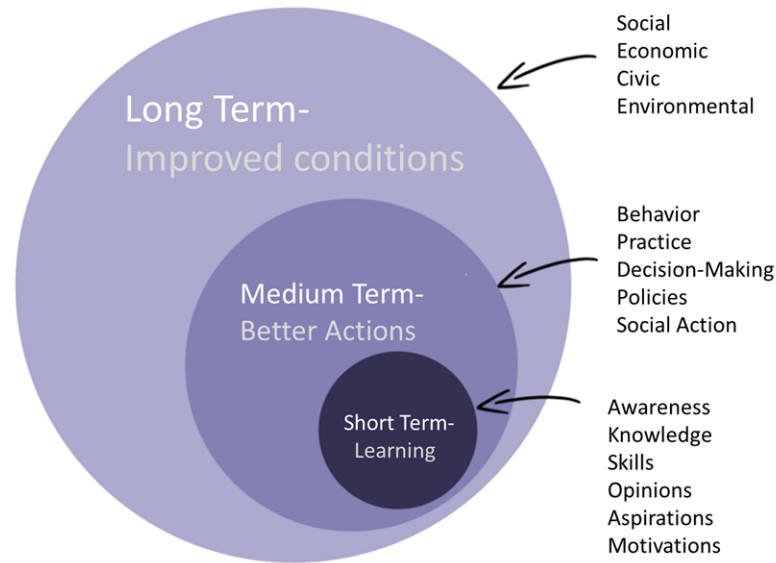 Social
Economic
Civic
Environmental
Long Term-
Improved conditions
Behavior
Practice
Decision-Making
Policies
Social Action
Medium Term-
Better Actions
Awareness
Knowledge
Skills
Opinions
Aspirations
Motivations
Short Term-
Learning